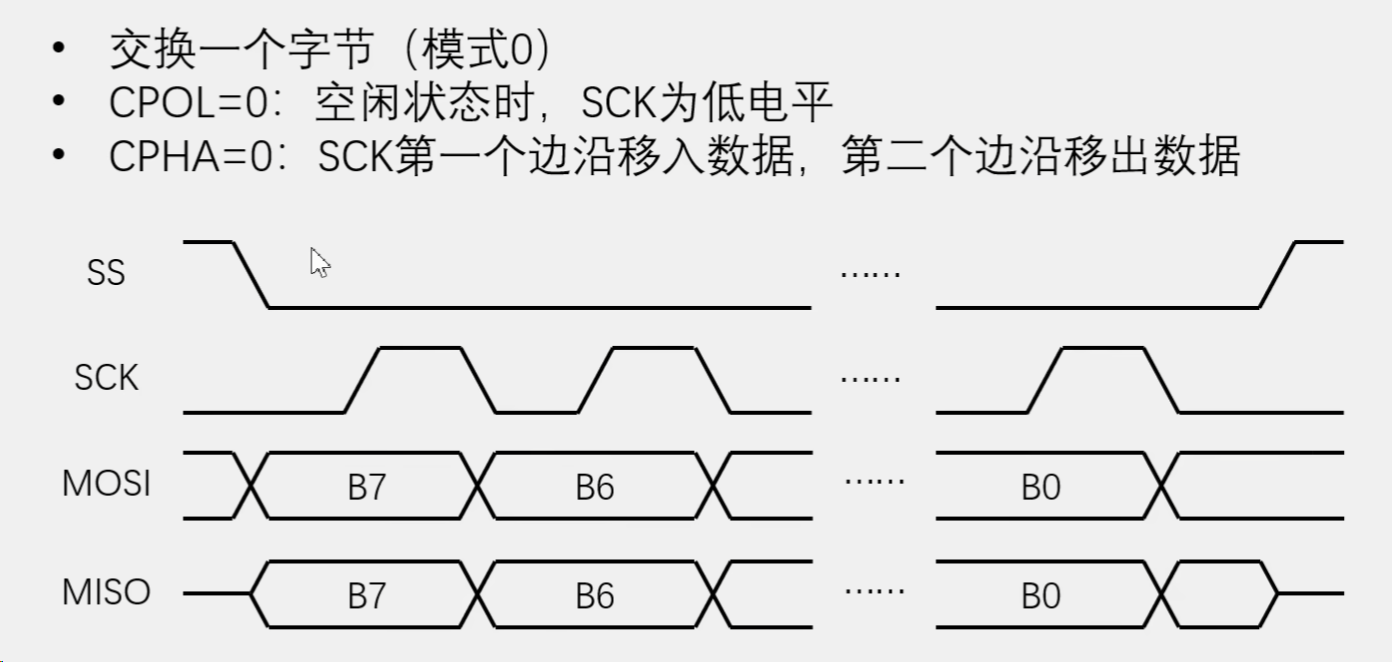 • 交换一个字节（模式0）
• CPOL=0：空闲状态时，SCK为低电平
• CPHA=0：SCK第一个边沿移入数据，第二个边沿移出数据
SS ……
SCK ……
MOSI B7 B6 …… B0
MISO B7 B6 …… B0